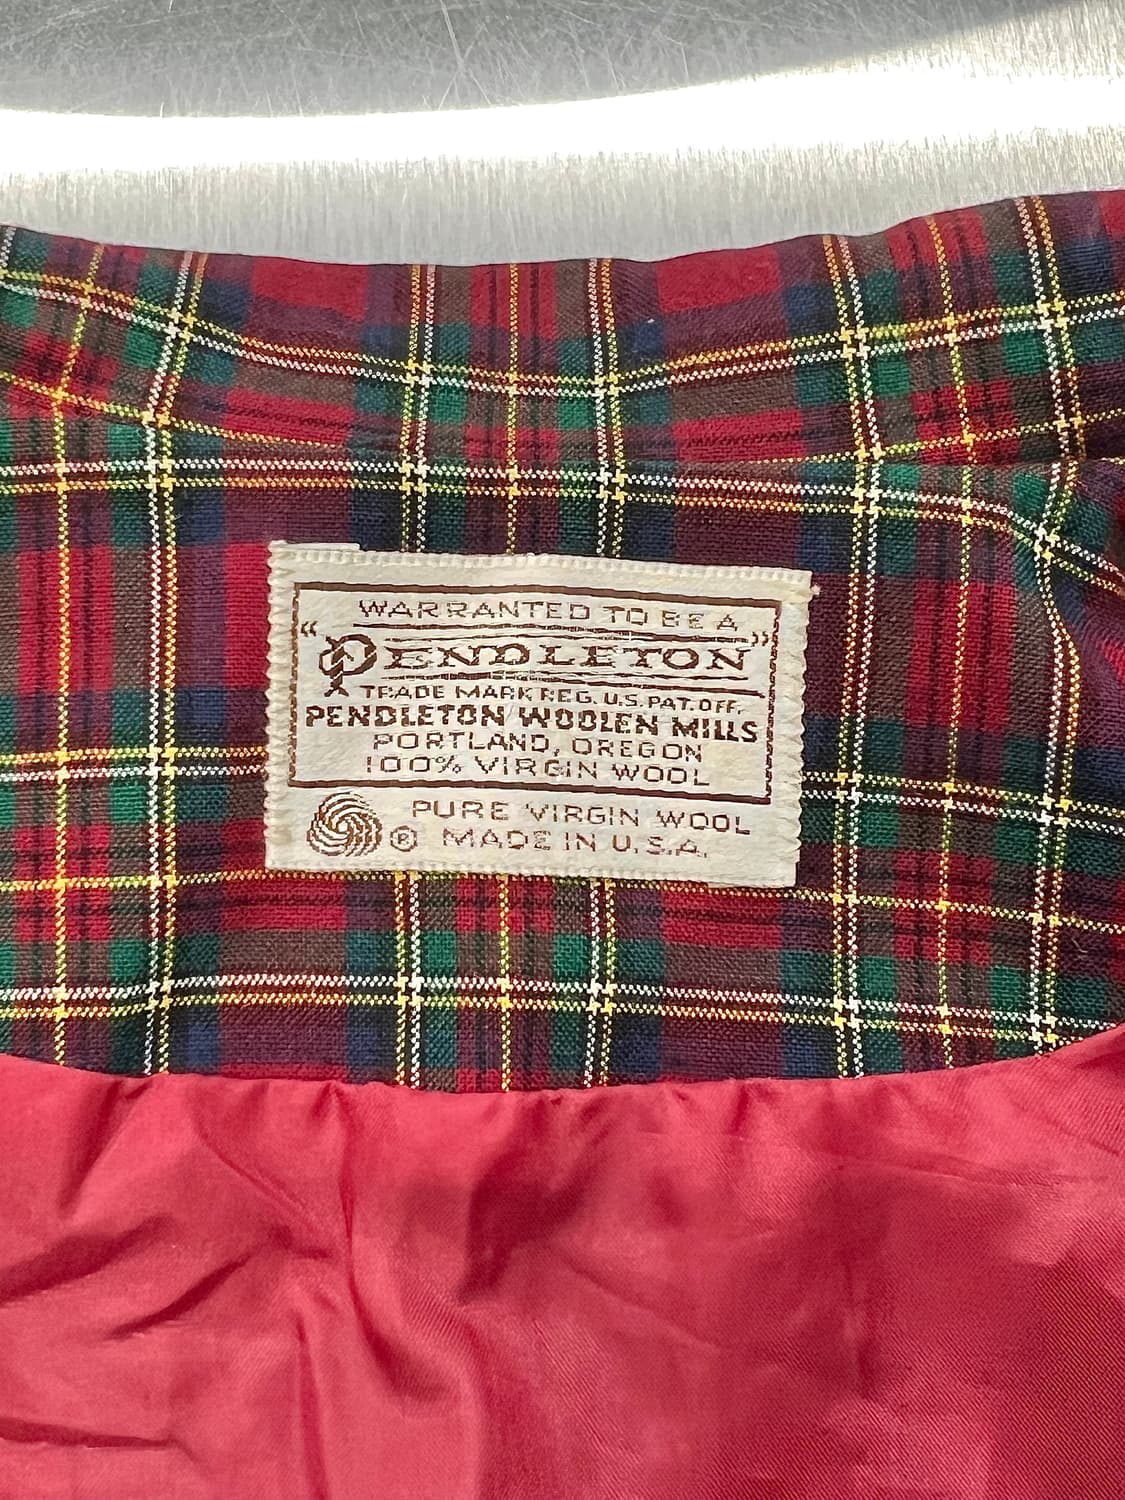 WARRANTED TO BE A
"PENDLETON"
TRADE MARK REG. U.S. PAT. OFF.
PENDLETON WOOLEN MILLS
PORTLAND, OREGON
100% VIRGIN WOOL
PURE VIRGIN WOOL
® MADE IN U.S.A.